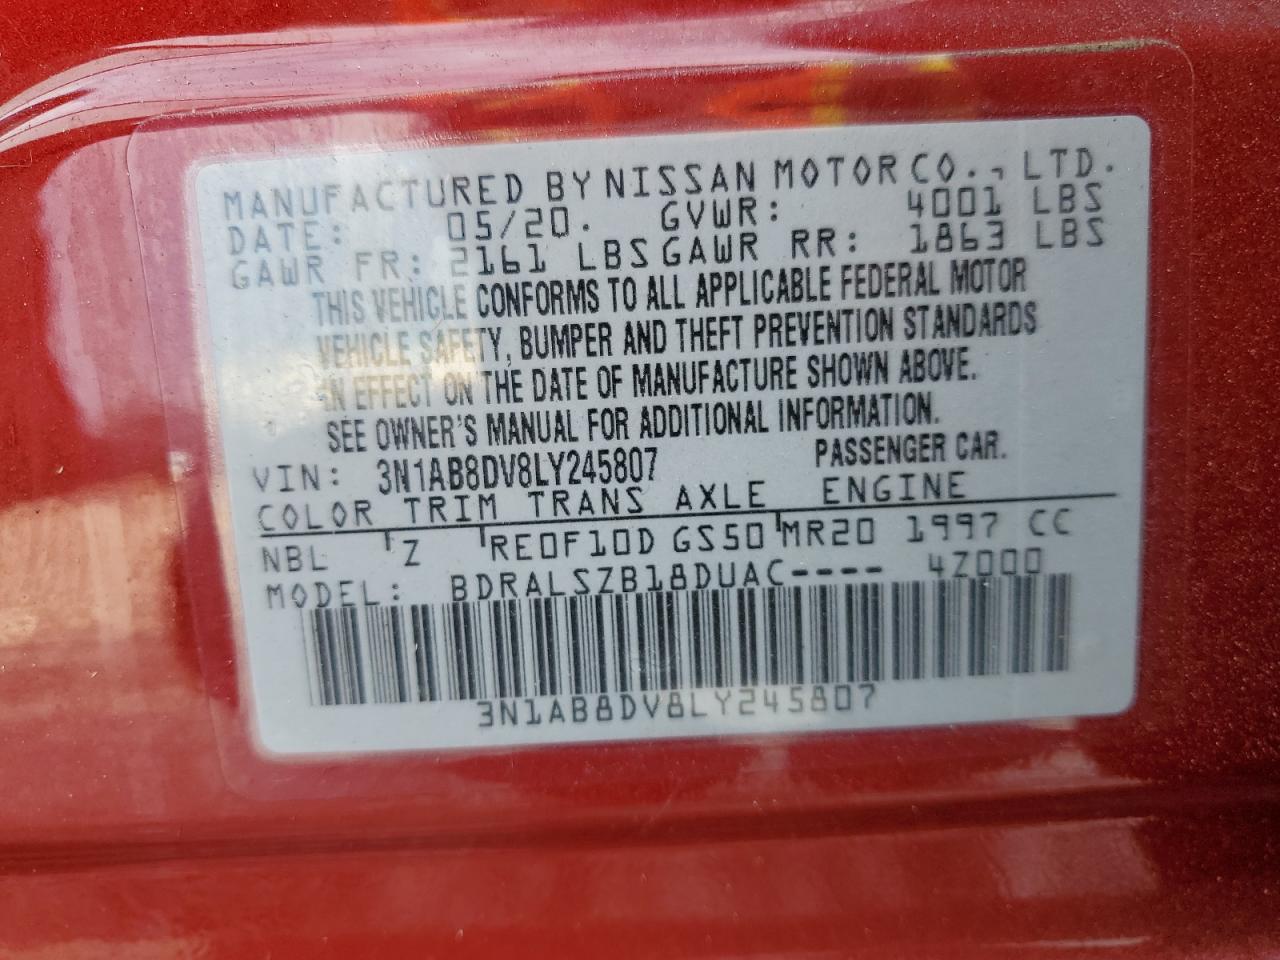 MANUFACTURED BY NISSAN MOTOR CO., LTD.
DATE: 05/20. GVWR: 4001 LBS
GAWR FR: 2161 LBS GAWR RR: 1863 LBS
THIS VEHICLE CONFORMS TO ALL APPLICABLE FEDERAL MOTOR
VEHICLE SAFETY, BUMPER AND THEFT PREVENTION STANDARDS
IN EFFECT ON THE DATE OF MANUFACTURE SHOWN ABOVE.
SEE OWNER'S MANUAL FOR ADDITIONAL INFORMATION.
VIN: 3N1AB8DV8LY245807 PASSENGER CAR.
COLOR TRIM TRANS AXLE ENGINE
NBL Z RE0F10D GS50 MR20 1997 CC
MODEL: BDRALSZB18DUAC---- 4Z000
3N1AB8DV8LY245807